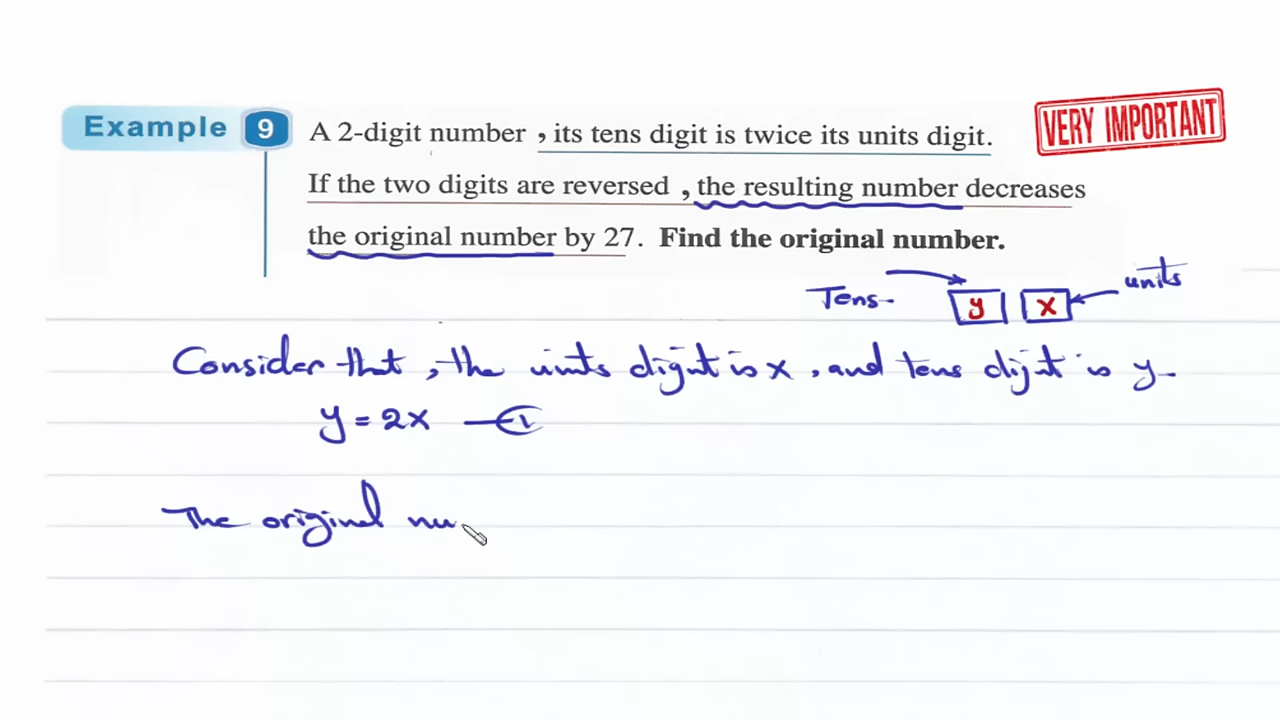 Example 9
A 2-digit number , its tens digit is twice its units digit.
VERY IMPORTANT
If the two digits are reversed , the resulting number decreases
the original number by 27. Find the original number.
Tens y x units
Consider that , the units digit is x , and tens digit is y
y = 2x 1
The original nu